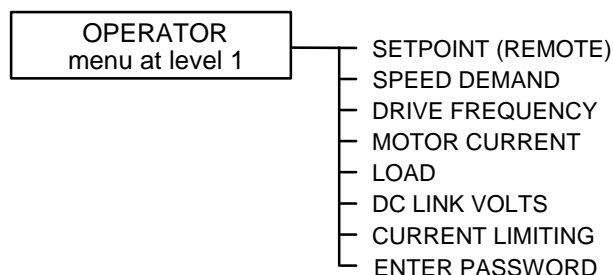 OPERATOR
menu at level 1
SETPOINT (REMOTE)
SPEED DEMAND
DRIVE FREQUENCY
MOTOR CURRENT
LOAD
DC LINK VOLTS
CURRENT LIMITING
ENTER PASSWORD